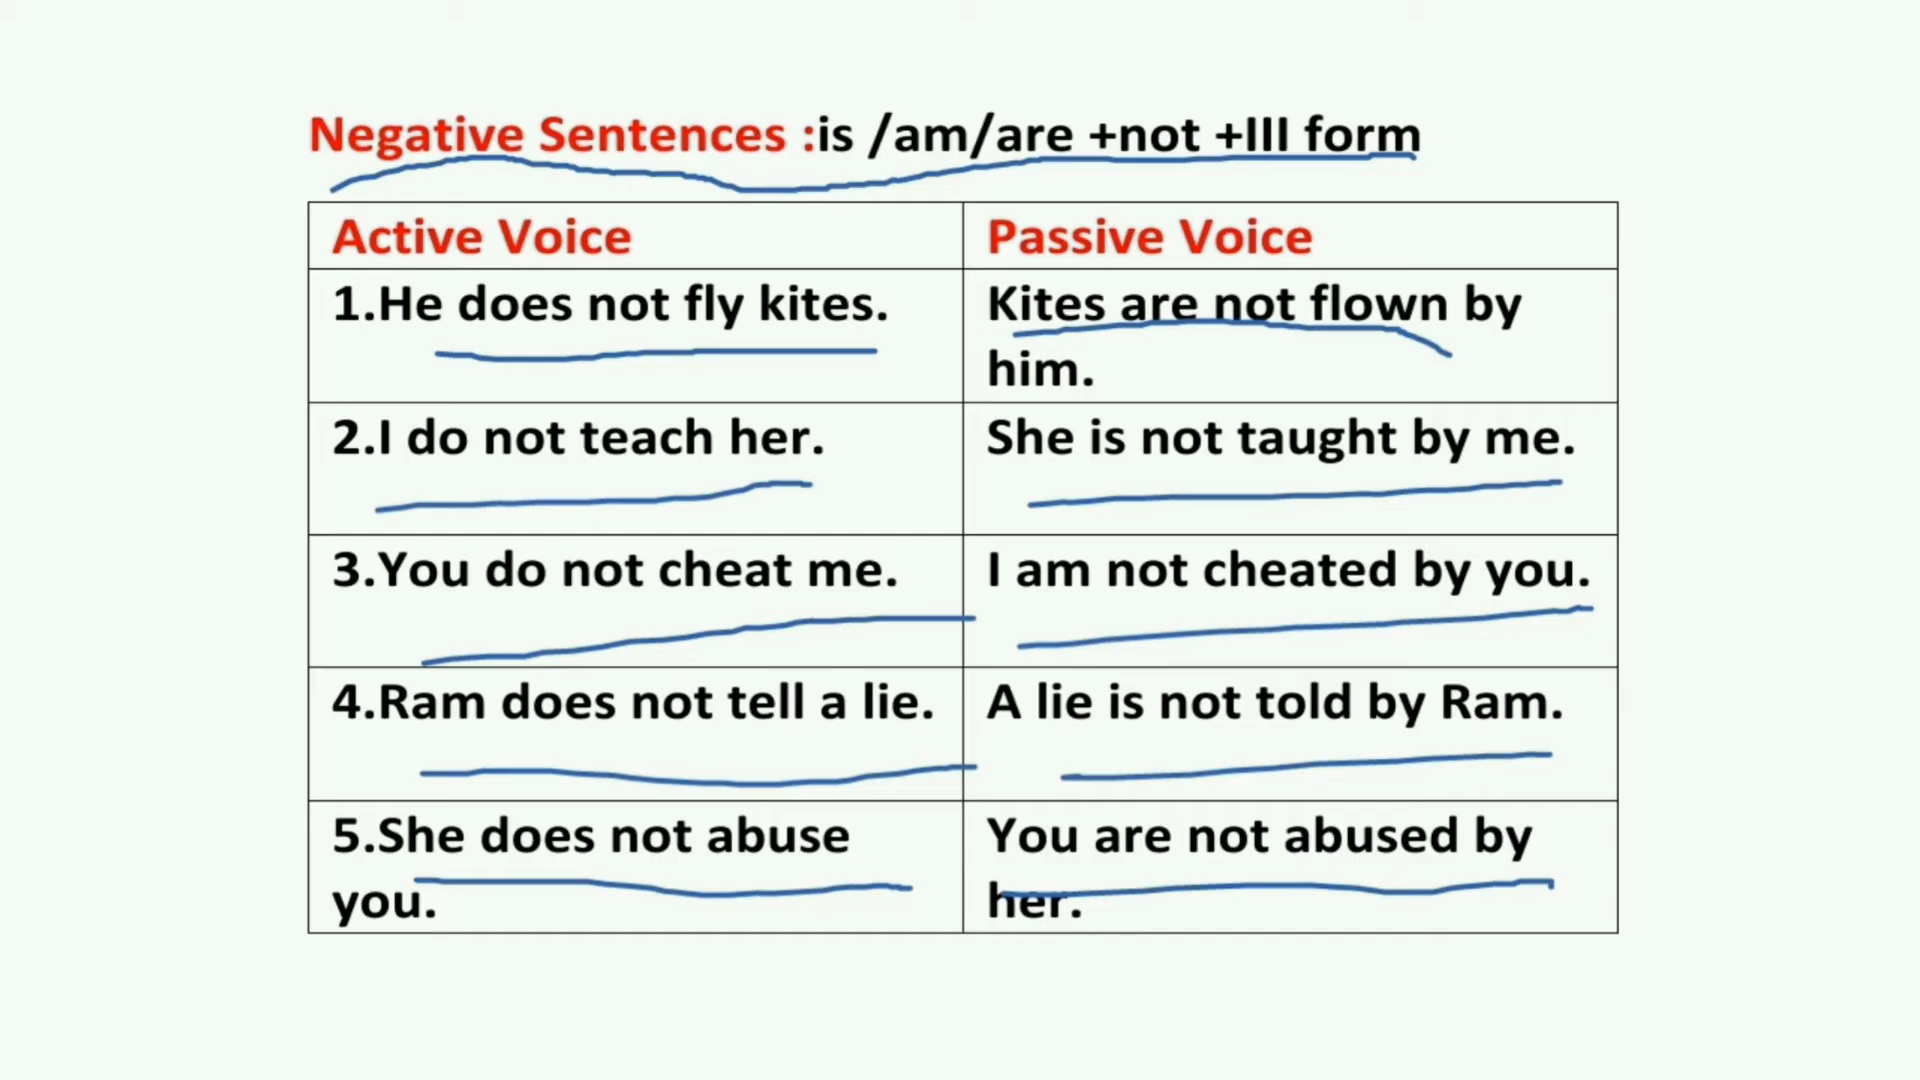 Negative Sentences :is /am/are +not +III form
Active Voice
Passive Voice
1.He does not fly kites.
Kites are not flown by
him.
2.I do not teach her.
She is not taught by me.
3.You do not cheat me.
I am not cheated by you.
4.Ram does not tell a lie.
A lie is not told by Ram.
5.She does not abuse
you.
You are not abused by
her.